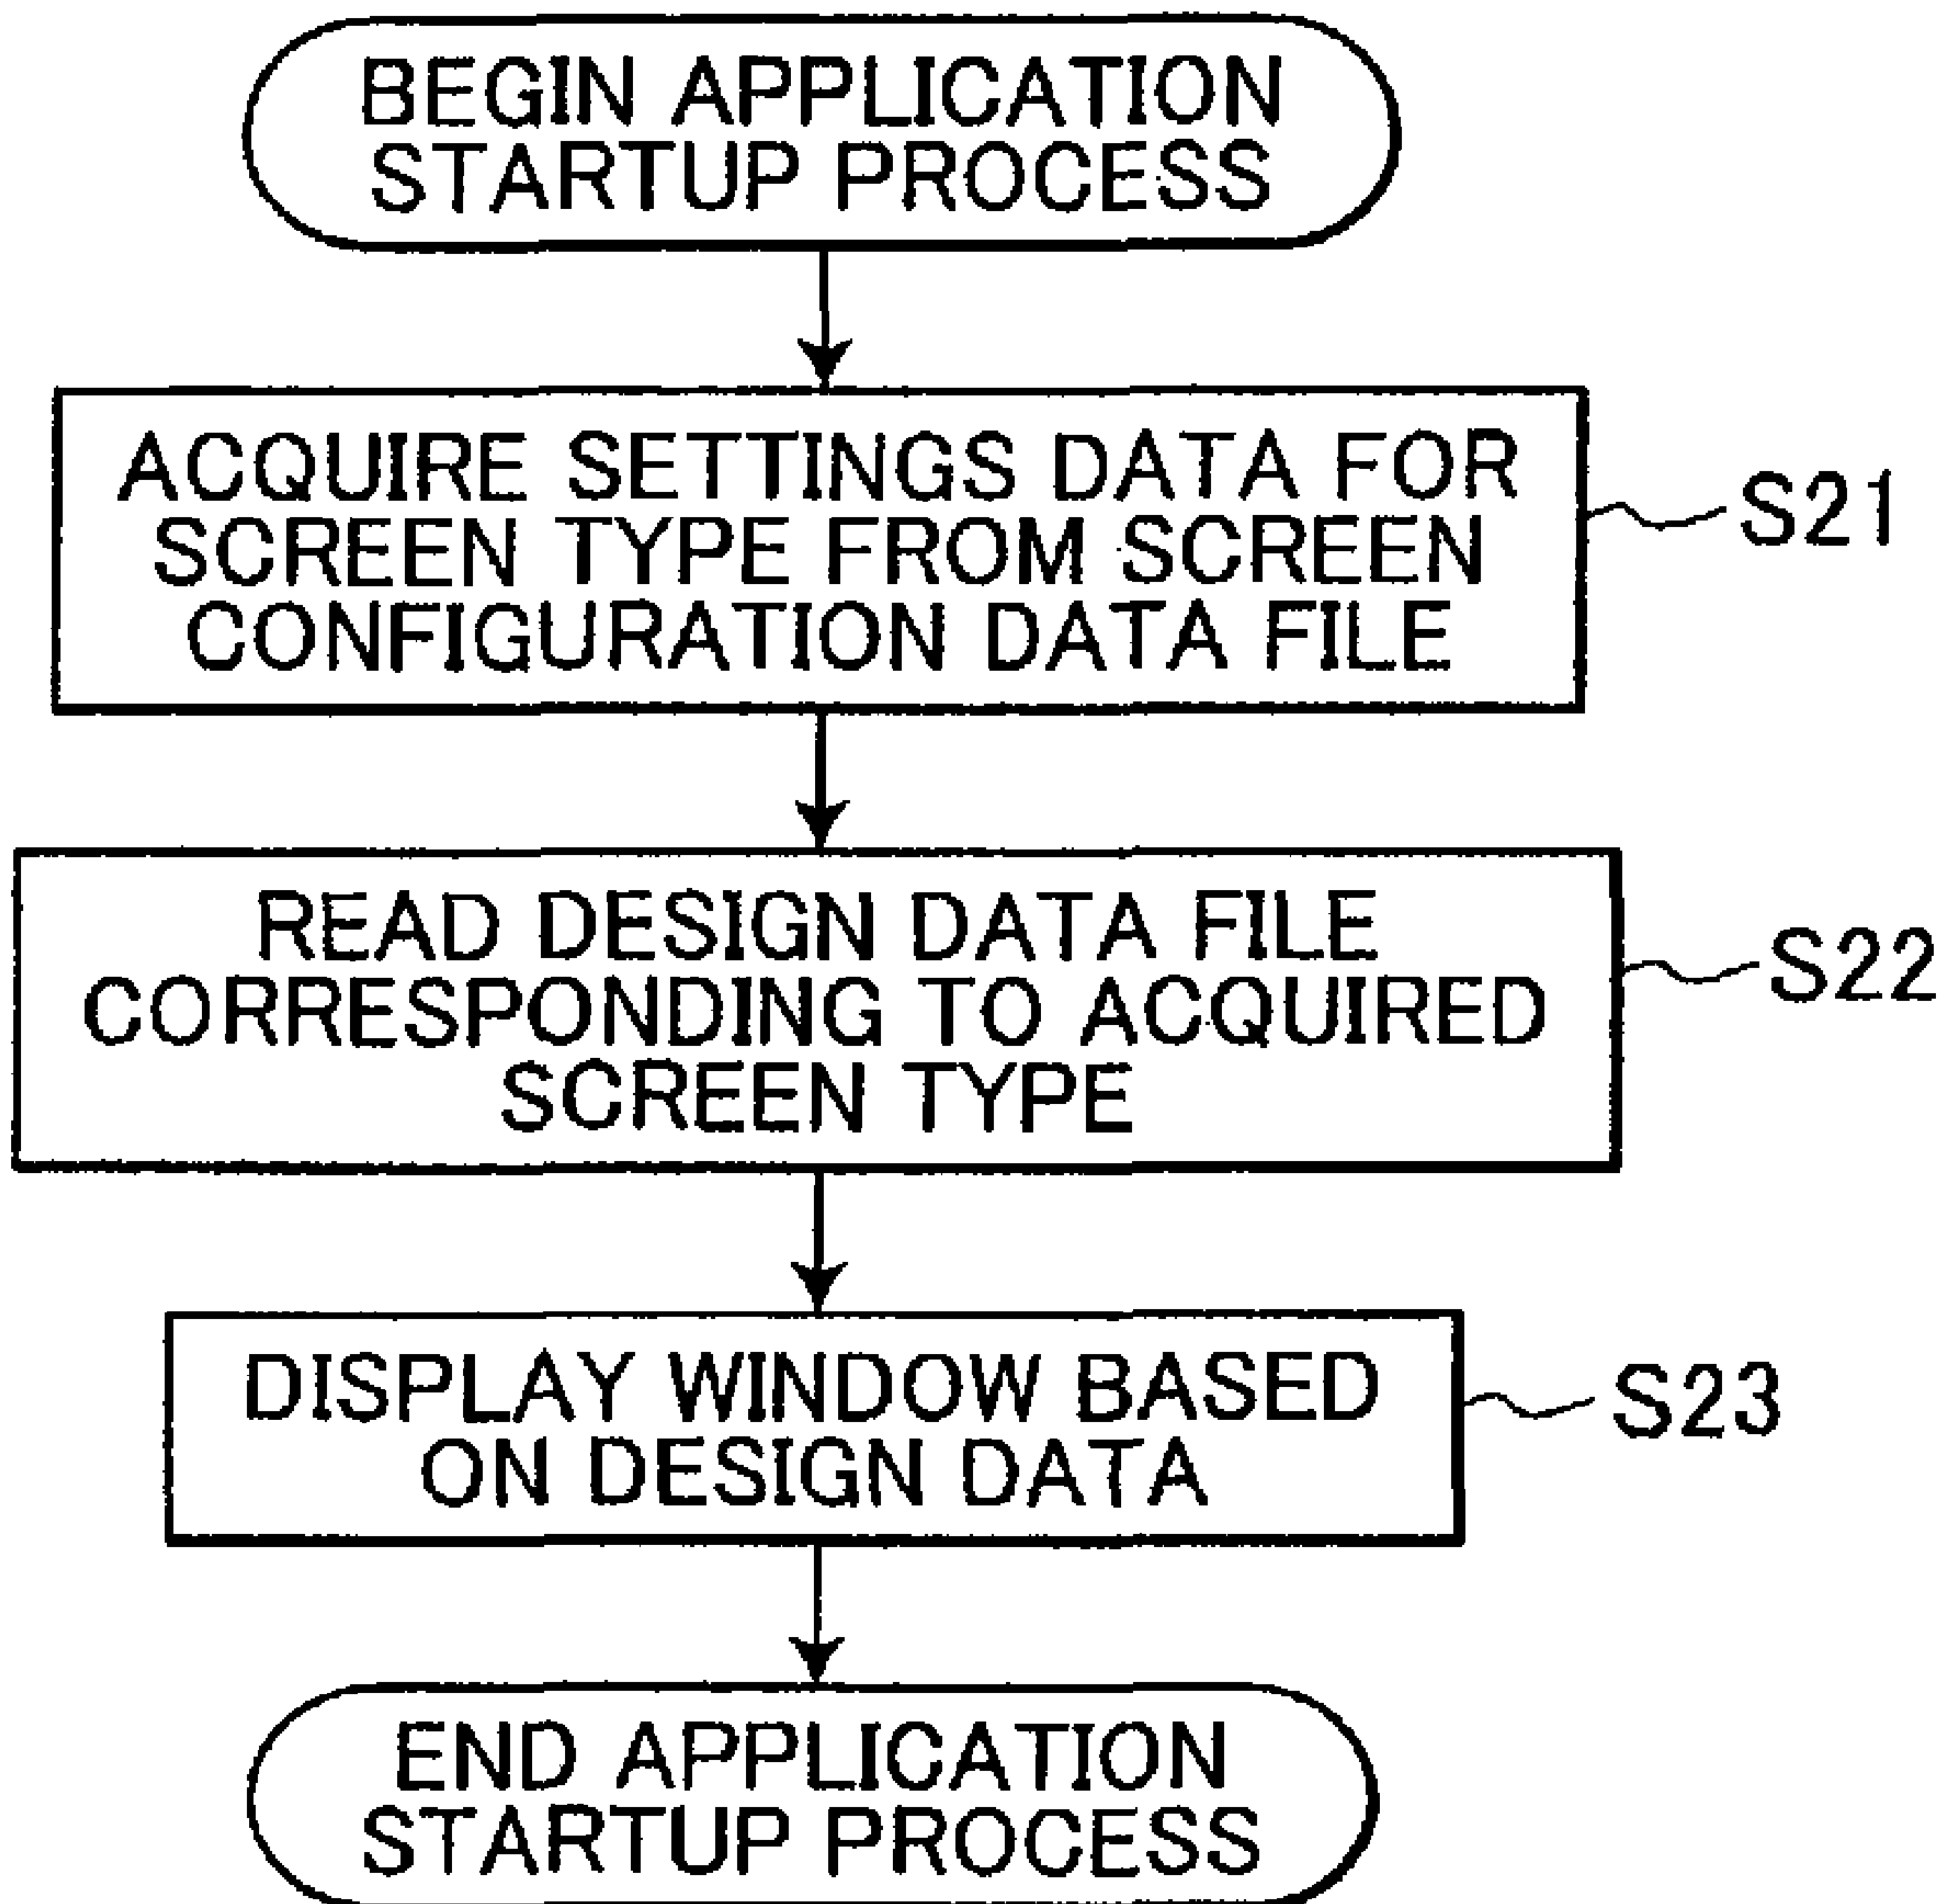 BEGIN APPLICATION
STARTUP PROCESS
ACQUIRE SETTINGS DATA FOR
SCREEN TYPE FROM SCREEN
CONFIGURATION DATA FILE
S21
READ DESIGN DATA FILE
CORRESPONDING TO ACQUIRED
SCREEN TYPE
S22
DISPLAY WINDOW BASED
ON DESIGN DATA
S23
END APPLICATION
STARTUP PROCESS